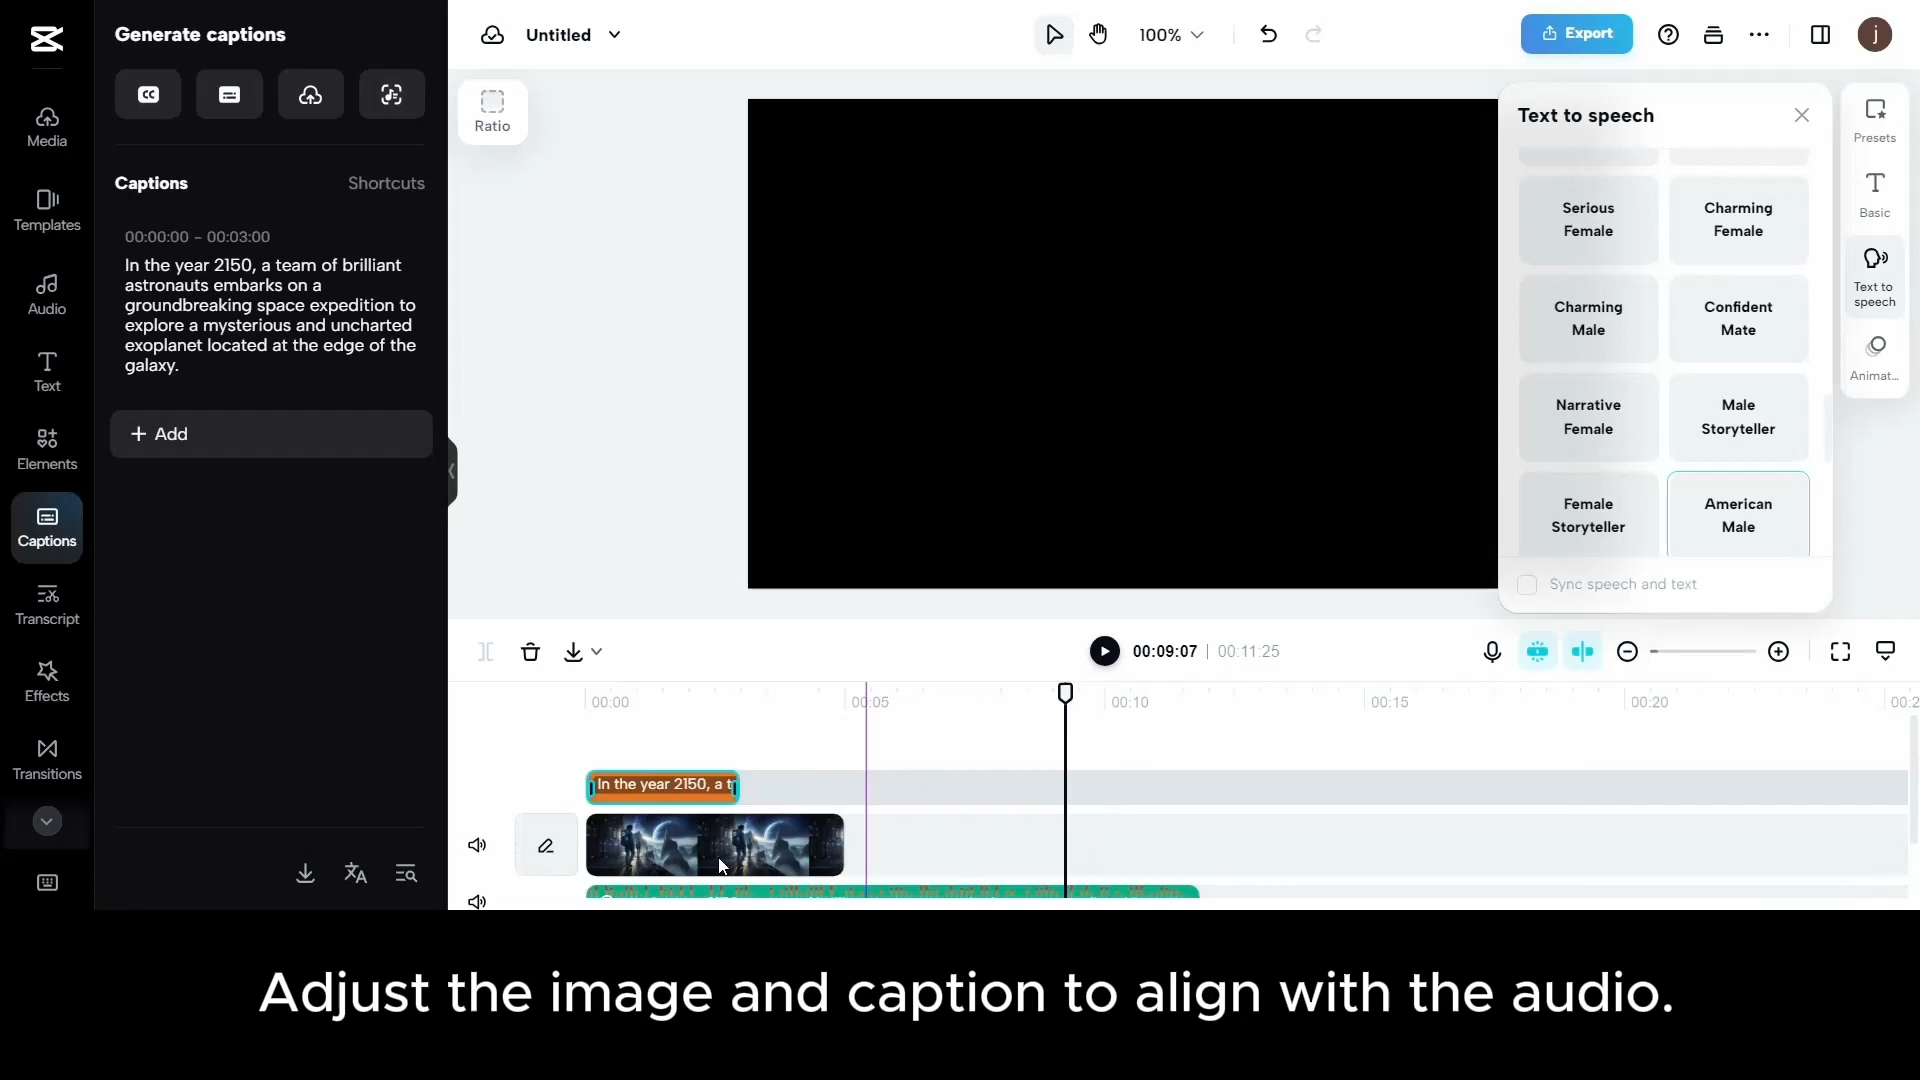 Generate captions
Untitled
100%
Export
j
Media
Templates
Audio
Text
Elements
Captions
Transcript
Effects
Transitions
Captions
Shortcuts
00:00:00 – 00:03:00
In the year 2150, a team of brilliant
astronauts embarks on a
groundbreaking space expedition to
explore a mysterious and uncharted
exoplanet located at the edge of the
galaxy.
+ Add
Ratio
Text to speech
Serious
Female
Charming
Female
Charming
Male
Confident
Mate
Narrative
Female
Male
Storyteller
Female
Storyteller
American
Male
Sync speech and text
Presets
Basic
Text to
speech
Animat...
00:09:07 | 00:11:25
00:00
00:05
00:10
00:15
00:20
00:2
In the year 2150, a t
Adjust the image and caption to align with the audio.